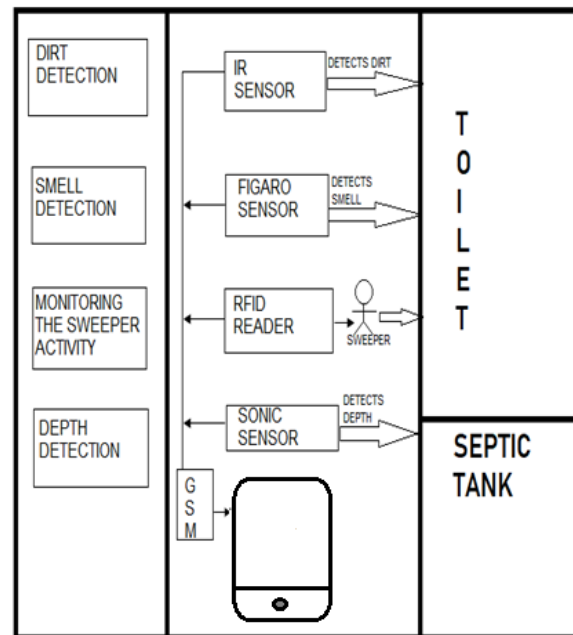 DIRT
DETECTION
SMELL
DETECTION
MONITORING
THE SWEEPER
ACTIVITY
DEPTH
DETECTION
IR
SENSOR
DETECTS DIRT
FIGARO
SENSOR
DETECTS
SMELL
RFID
READER
SWEEPER
SONIC
SENSOR
DETECTS
DEPTH
G
S
M
T
O
I
L
E
T
SEPTIC
TANK